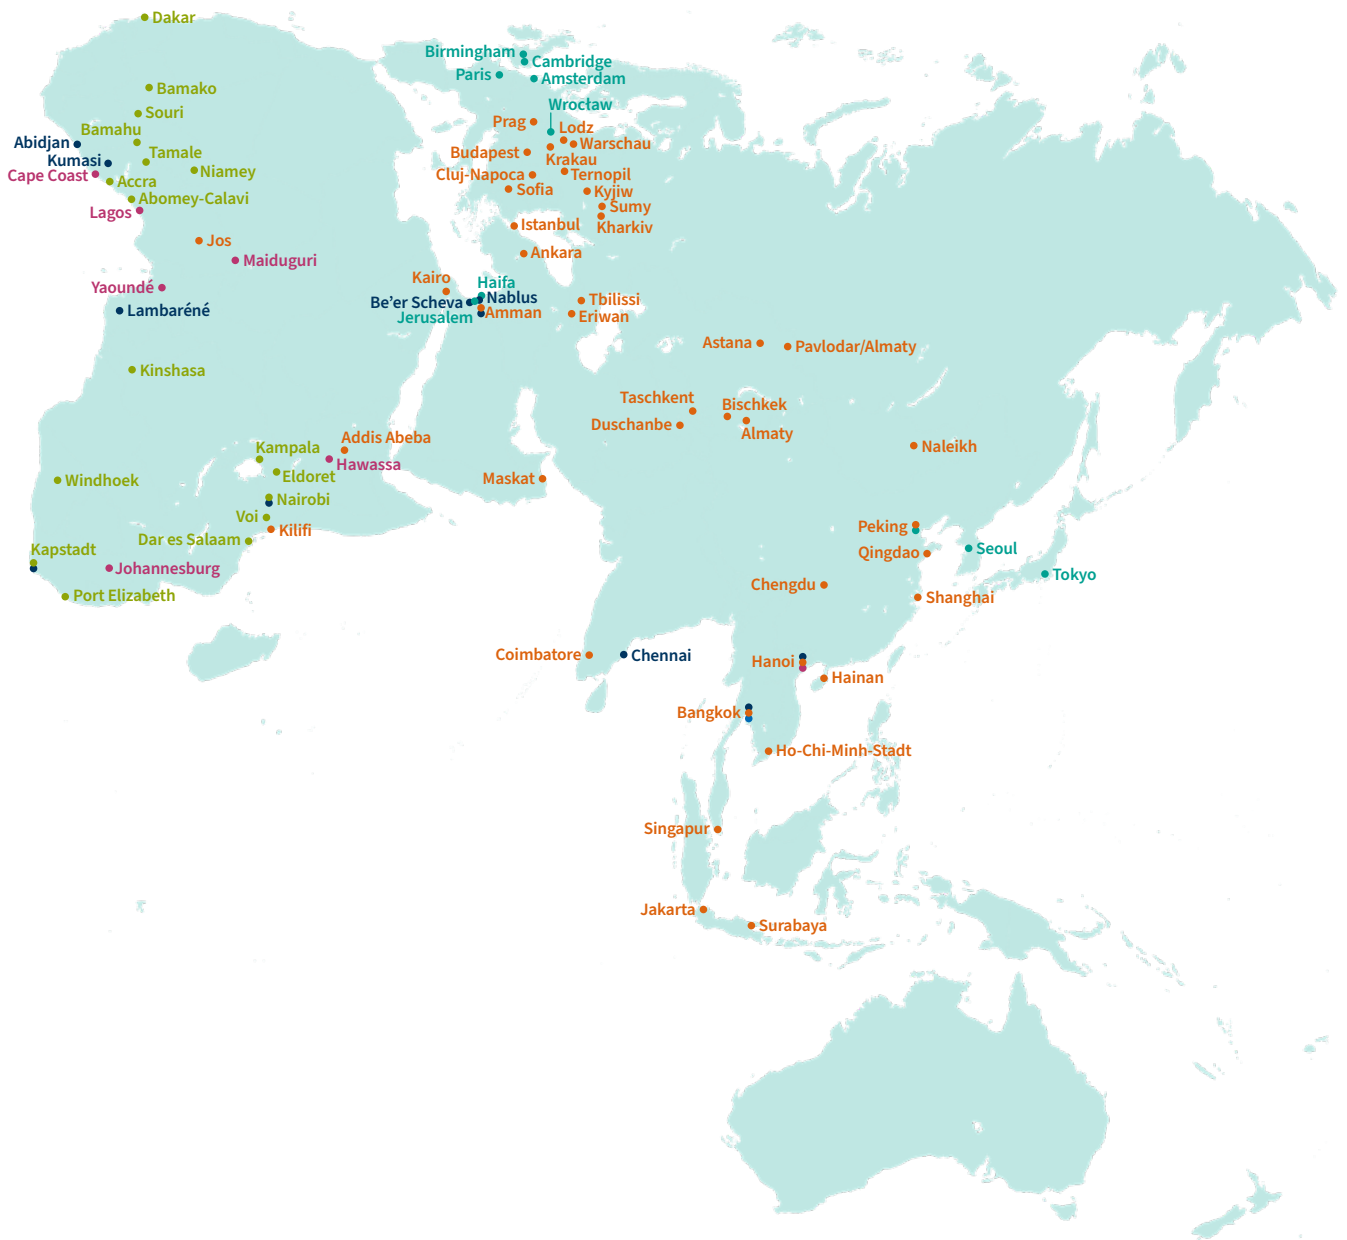 Dakar
Birmingham
Cambridge
Paris
Amsterdam
Bamako
Wrocław
Souri
Prag
Lodz
Bamahu
Abidjan
Warschau
Tamale
Budapest
Krakau
Kumasi
Niamey
Cape Coast
Cluj-Napoca
Ternopil
Accra
Sofia
Kyjiw
Abomey-Calavi
Sumy
Lagos
Istanbul
Kharkiv
Jos
Ankara
Maiduguri
Kairo
Haifa
Yaoundé
Nablus
Be’er Scheva
Tbilissi
Lambaréné
Amman
Jerusalem
Eriwan
Astana
Pavlodar/Almaty
Kinshasa
Taschkent
Bischkek
Duschanbe
Almaty
Addis Abeba
Kampala
Naleikh
Hawassa
Eldoret
Windhoek
Maskat
Nairobi
Voi
Kilifi
Peking
Dar es Salaam
Seoul
Kapstadt
Qingdao
Johannesburg
Tokyo
Chengdu
Port Elizabeth
Shanghai
Coimbatore
Chennai
Hanoi
Hainan
Bangkok
Ho-Chi-Minh-Stadt
Singapur
Jakarta
Surabaya